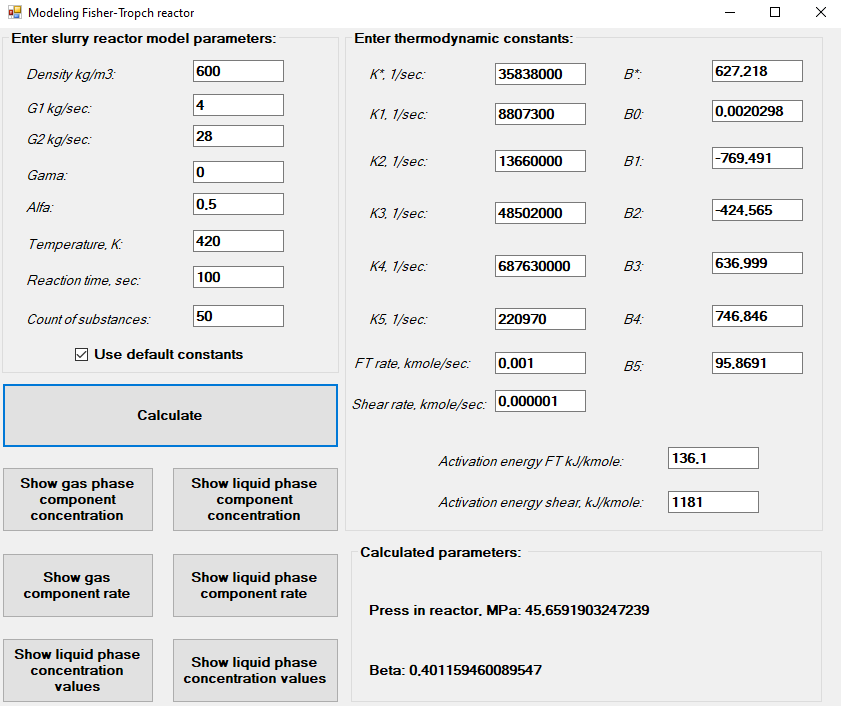 Modeling Fisher-Tropch reactor
Enter slurry reactor model parameters:
Density kg/m3: 600
G1 kg/sec: 4
G2 kg/sec: 28
Gama: 0
Alfa: 0.5
Temperature, K: 420
Reaction time, sec: 100
Count of substances: 50
Use default constants
Calculate
Show gas phase
component
concentration
Show liquid phase
component
concentration
Show gas
component rate
Show liquid phase
component rate
Show liquid phase
concentration
values
Show liquid phase
concentration values
Enter thermodynamic constants:
K*, 1/sec: 35838000 B*: 627.218
K1, 1/sec: 8807300 B0: 0.0020298
K2, 1/sec: 13660000 B1: -769.491
K3, 1/sec: 48502000 B2: -424.565
K4, 1/sec: 687630000 B3: 636.999
K5, 1/sec: 220970 B4: 746.846
FT rate, kmole/sec: 0.001 B5: 95.8691
Shear rate, kmole/sec: 0.000001
Activation energy FT kJ/kmole: 136.1
Activation energy shear, kJ/kmole: 1181
Calculated parameters:
Press in reactor, MPa: 45.6591903247239
Beta: 0.401159460089547